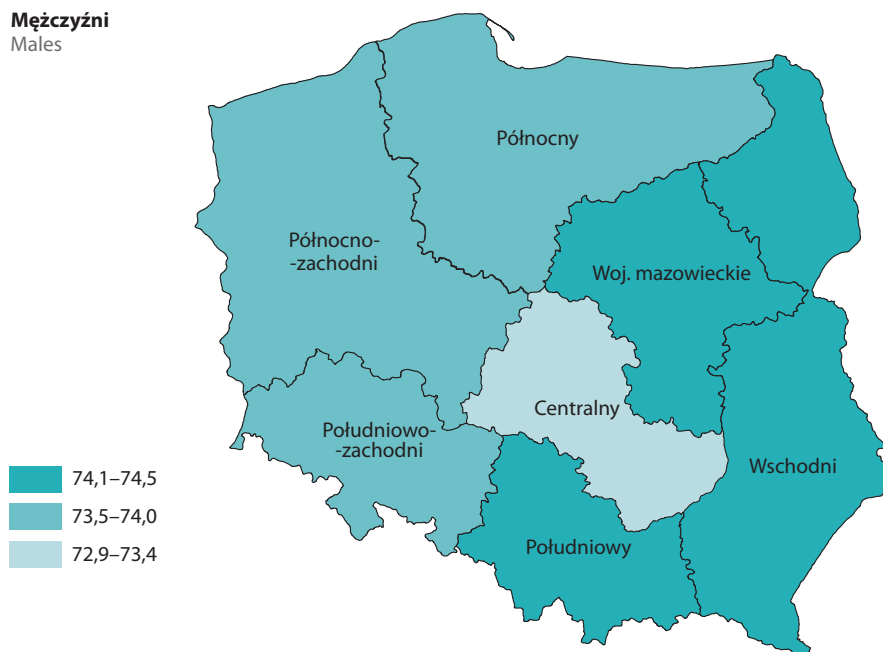 Mężczyźni
Males
Północny
Północno-
-zachodni
Woj. mazowieckie
Centralny
Południowo-
-zachodni
Wschodni
Południowy
74,1–74,5
73,5–74,0
72,9–73,4